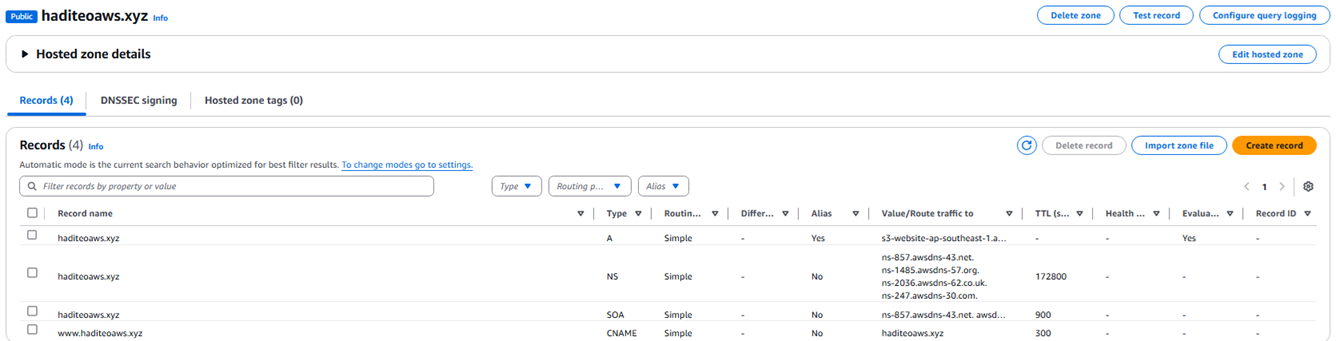 Public haditeoaws.xyz Info
Delete zone Test record Configure query logging
Hosted zone details
Edit hosted zone
Records (4) DNSSEC signing Hosted zone tags (0)
Records (4) Info
Delete record Import zone file Create record
Automatic mode is the current search behavior optimized for best filter results. To change modes go to settings.
Filter records by property or value
Type Routing p... Alias
1
Record name Type Routin... Differ... Alias Value/Route traffic to TTL (s... Health ... Evalua... Record ID
haditeoaws.xyz A Simple - Yes s3-website-ap-southeast-1.a... - - Yes -
haditeoaws.xyz NS Simple - No ns-857.awsdns-43.net.
ns-1485.awsdns-57.org.
ns-2036.awsdns-62.co.uk.
ns-247.awsdns-30.com. 172800 - - -
haditeoaws.xyz SOA Simple - No ns-857.awsdns-43.net. awsd... 900 - - -
www.haditeoaws.xyz CNAME Simple - No haditeoaws.xyz 300 - - -